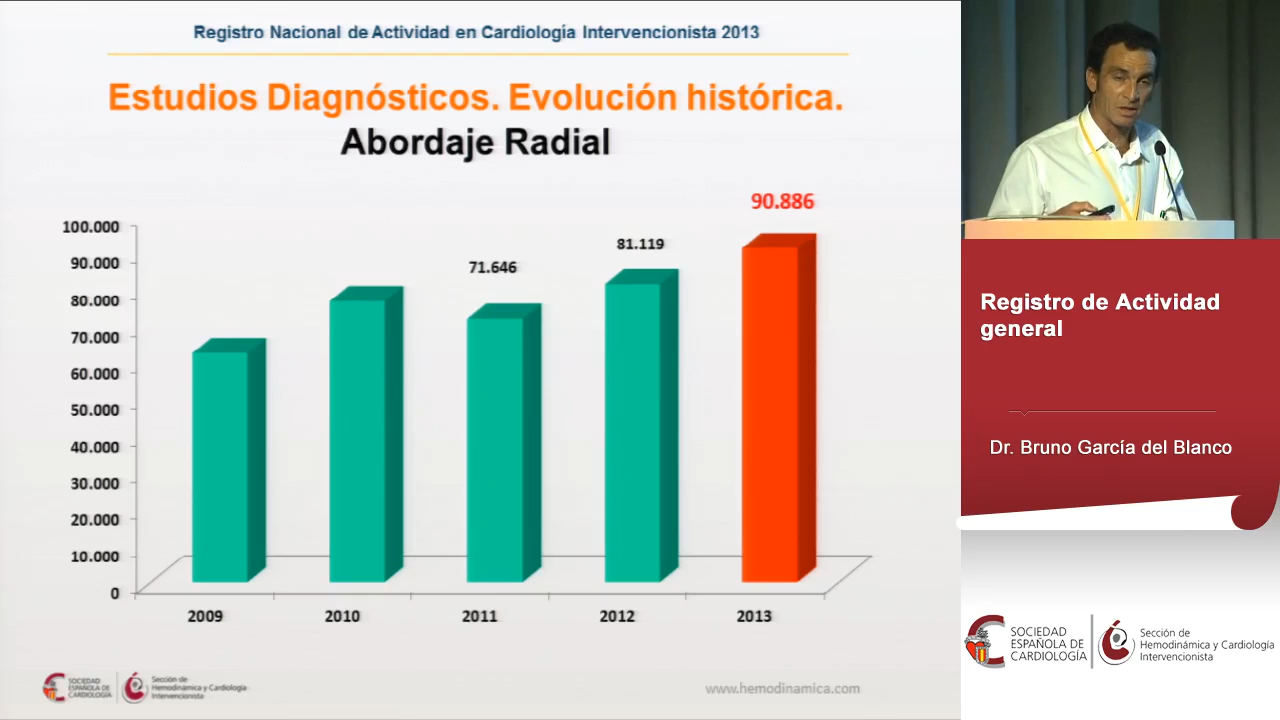 Registro Nacional de Actividad en Cardiología Intervencionista 2013
Estudios Diagnósticos. Evolución histórica.
Abordaje Radial
90.886
81.119
71.646
100.000
90.000
80.000
70.000
60.000
50.000
40.000
30.000
20.000
10.000
0
2009 2010 2011 2012 2013
SOCIEDAD
ESPAÑOLA DE
CARDIOLOGÍA
Sección de
Hemodinámica y Cardiología
Intervencionista
www.hemodinamica.com
Registro de Actividad
general
Dr. Bruno García del Blanco
SOCIEDAD
ESPAÑOLA DE
CARDIOLOGÍA
Sección de
Hemodinámica y Cardiología
Intervencionista